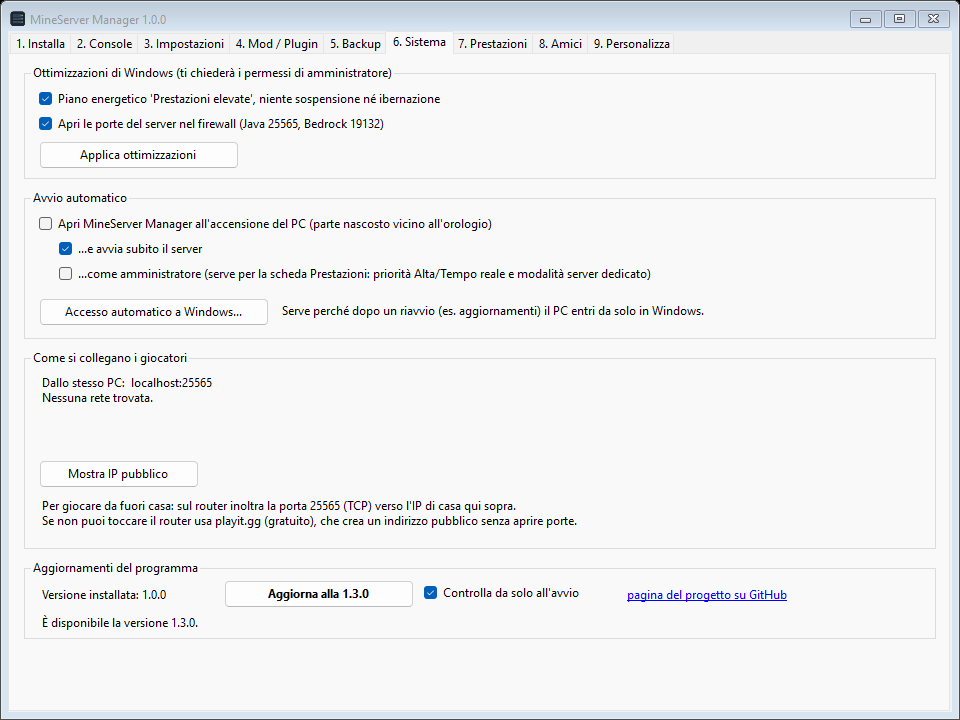 MineServer Manager 1.0.0
1. Installa 2. Console 3. Impostazioni 4. Mod / Plugin 5. Backup 6. Sistema 7. Prestazioni 8. Amici 9. Personalizza
Ottimizzazioni di Windows (ti chiederà i permessi di amministratore)
Piano energetico 'Prestazioni elevate', niente sospensione né ibernazione
Apri le porte del server nel firewall (Java 25565, Bedrock 19132)
Applica ottimizzazioni
Avvio automatico
Apri MineServer Manager all'accensione del PC (parte nascosto vicino all'orologio)
...e avvia subito il server
...come amministratore (serve per la scheda Prestazioni: priorità Alta/Tempo reale e modalità server dedicato)
Accesso automatico a Windows... Serve perché dopo un riavvio (es. aggiornamenti) il PC entri da solo in Windows.
Come si collegano i giocatori
Dallo stesso PC: localhost:25565
Nessuna rete trovata.
Mostra IP pubblico
Per giocare da fuori casa: sul router inoltra la porta 25565 (TCP) verso l'IP di casa qui sopra.
Se non puoi toccare il router usa playit.gg (gratuito), che crea un indirizzo pubblico senza aprire porte.
Aggiornamenti del programma
Versione installata: 1.0.0 Aggiorna alla 1.3.0 Controlla da solo all'avvio pagina del progetto su GitHub
È disponibile la versione 1.3.0.